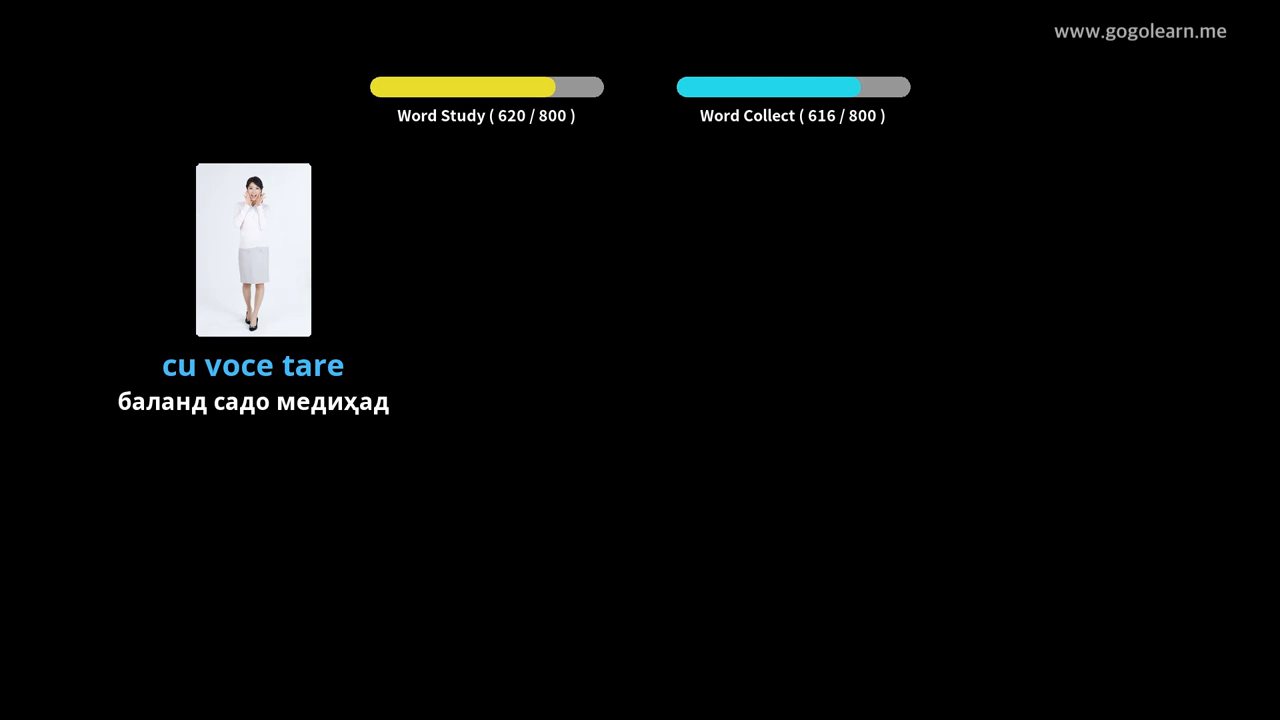 www.gogolearn.me
Word Study ( 620 / 800 )
Word Collect ( 616 / 800 )
cu voce tare
баланд садо медиҳад